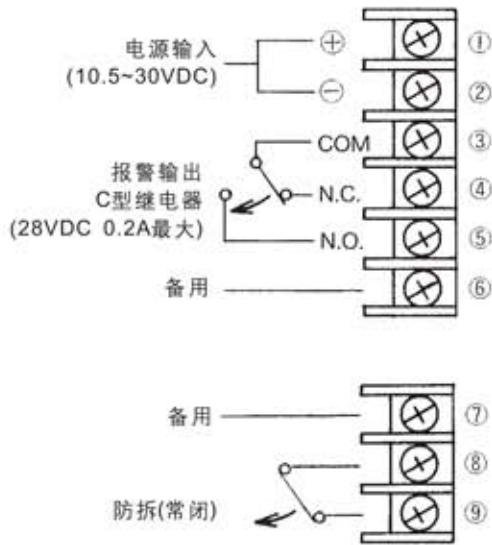 电源输入
(10.5~30VDC)
⊕
⊖
①
②
COM
③
报警输出
C型继电器
(28VDC 0.2A最大)
N.C.
④
N.O.
⑤
备用
⑥
备用
⑦
⑧
防拆(常闭)
⑨